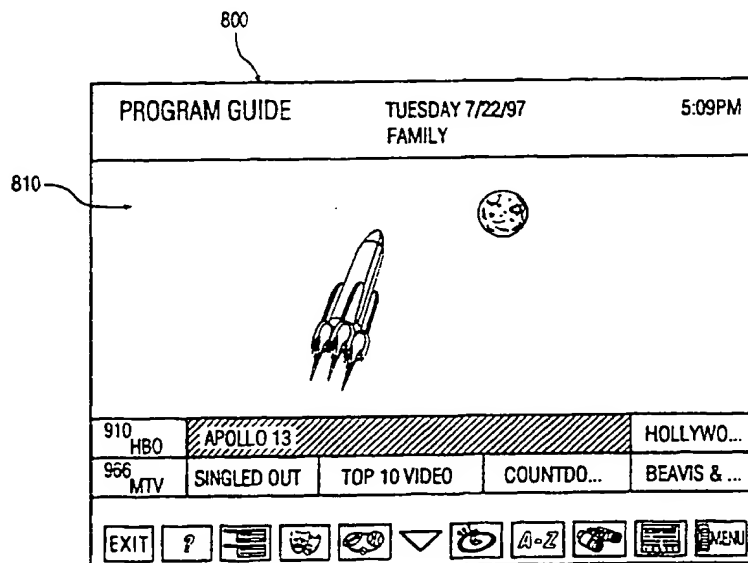 800
PROGRAM GUIDE TUESDAY 7/22/97 5:09PM
FAMILY
810
910 HBO APOLLO 13 HOLLYWO...
966 MTV SINGLED OUT TOP 10 VIDEO COUNTDO... BEAVIS & ...
EXIT ? A-Z MENU